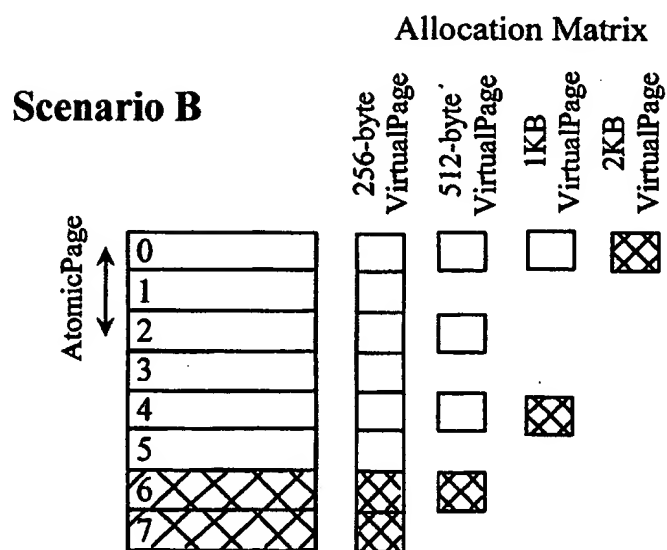 Allocation Matrix
Scenario B
256-byte
VirtualPage
512-byte
VirtualPage
1KB
VirtualPage
2KB
VirtualPage
AtomicPage
0
1
2
3
4
5
6
7